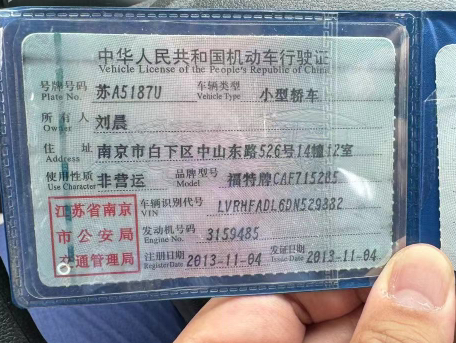 中华人民共和国机动车行驶证
Vehicle License of the People's Republic of China
号牌号码 苏A5187U 车辆类型 小型轿车
Plate No. Vehicle Type
所有人 刘晨
Owner
住址 南京市白下区中山东路526号14幢12室
Address
使用性质 非营运 品牌型号 福特牌CAF7152B5
Use Character Model
江苏省南京
市公安局
交通管理局
车辆识别代号 LVRHFADL6DN529332
VIN
发动机号码 3159485
Engine No.
注册日期 2013-11-04 发证日期 2013-11-04
Register Date Issue Date